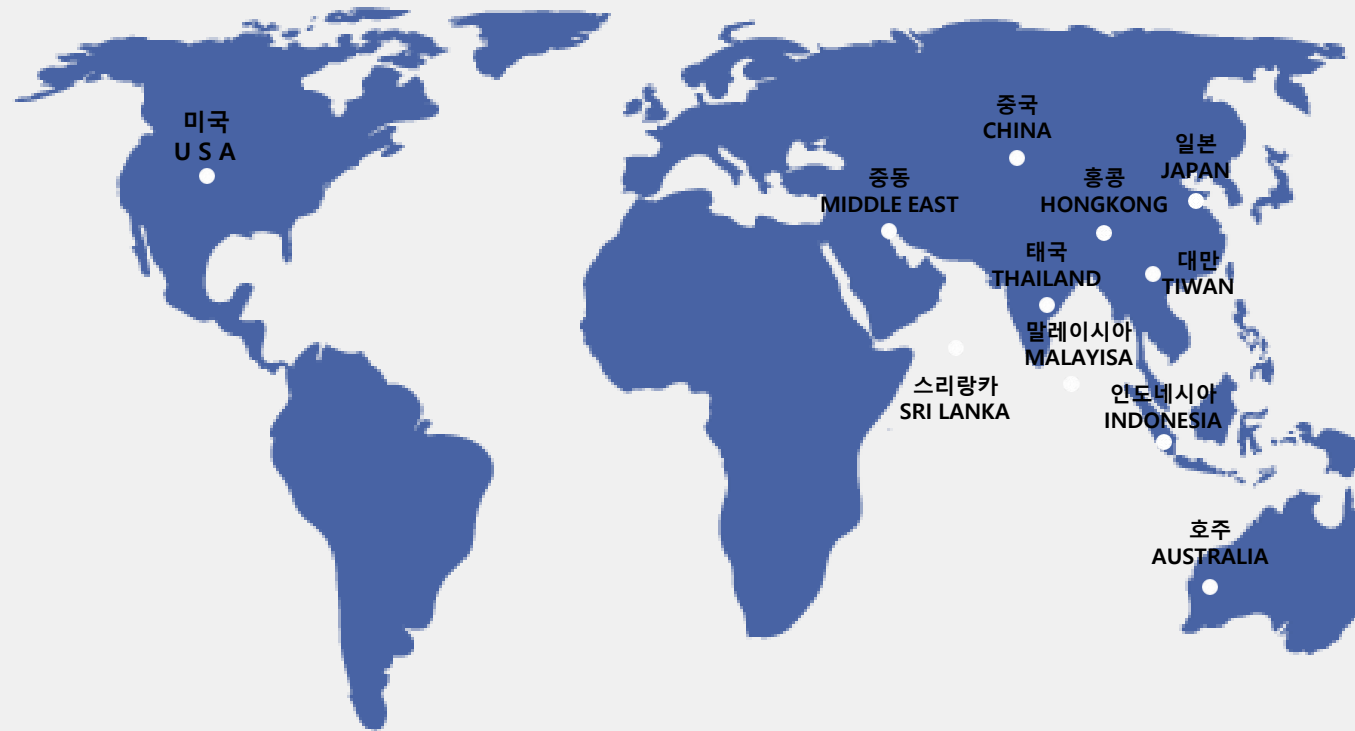 미국
U S A
중국
CHINA
일본
JAPAN
중동
MIDDLE EAST
홍콩
HONGKONG
태국
THAILAND
대만
TIWAN
말레이시아
MALAYISA
스리랑카
SRI LANKA
인도네시아
INDONESIA
호주
AUSTRALIA